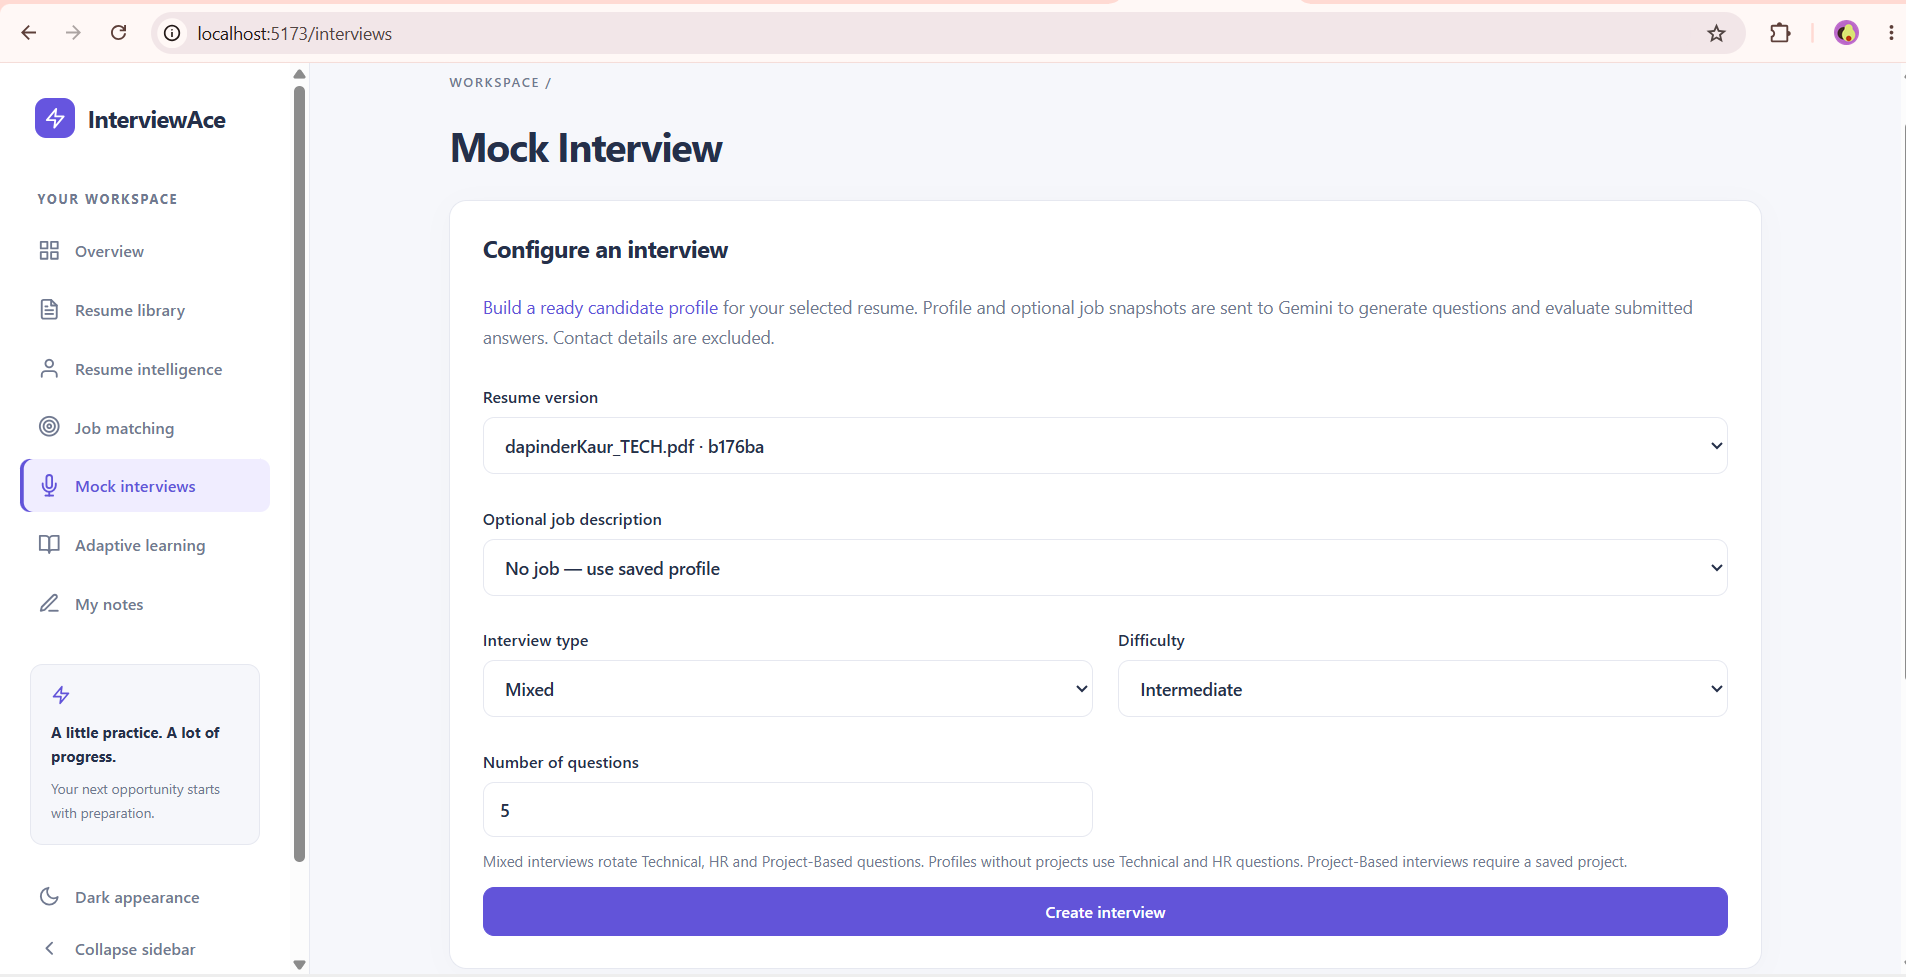 localhost:5173/interviews
InterviewAce
YOUR WORKSPACE
Overview
Resume library
Resume intelligence
Job matching
Mock interviews
Adaptive learning
My notes
A little practice. A lot of
progress.
Your next opportunity starts
with preparation.
Dark appearance
Collapse sidebar
WORKSPACE /
Mock Interview
Configure an interview
Build a ready candidate profile for your selected resume. Profile and optional job snapshots are sent to Gemini to generate questions and evaluate submitted
answers. Contact details are excluded.
Resume version
dapinderKaur_TECH.pdf · b176ba
Optional job description
No job — use saved profile
Interview type
Mixed
Difficulty
Intermediate
Number of questions
5
Mixed interviews rotate Technical, HR and Project-Based questions. Profiles without projects use Technical and HR questions. Project-Based interviews require a saved project.
Create interview